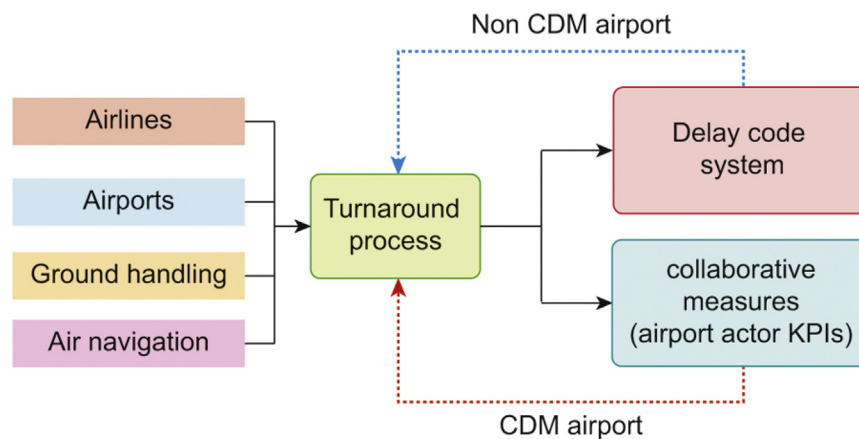 Non CDM airport
Airlines
Airports
Ground handling
Air navigation
Turnaround
process
Delay code
system
collaborative
measures
(airport actor KPIs)
CDM airport